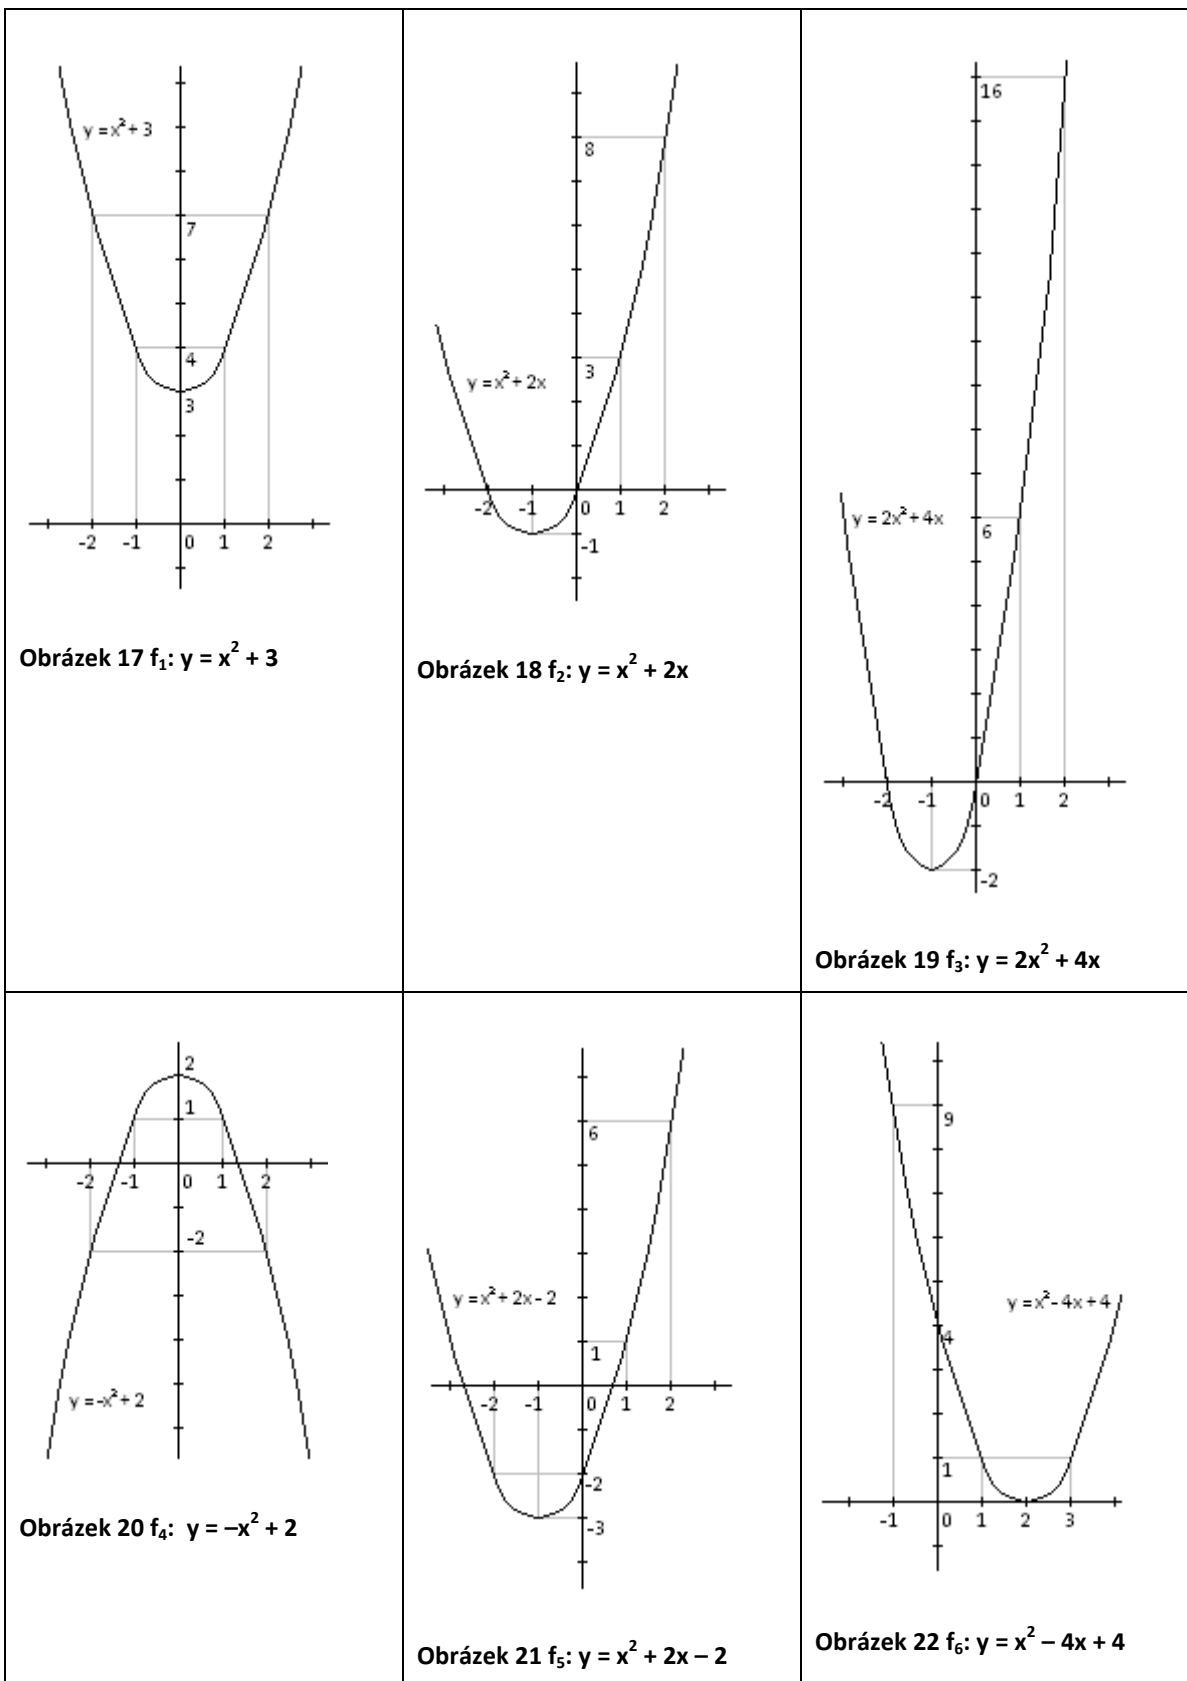 y = x² + 3
7
4
3
-2 -1 0 1 2
Obrázek 17 f₁: y = x² + 3
8
3
y = x² + 2x
-2 -1 0 1 2
-1
Obrázek 18 f₂: y = x² + 2x
16
y = 2x² + 4x
6
-2 -1 0 1 2
-2
Obrázek 19 f₃: y = 2x² + 4x
2
1
-2 -1 0 1 2
-2
y = -x² + 2
Obrázek 20 f₄: y = –x² + 2
6
y = x² + 2x - 2
1
-2 -1 0 1 2
-2
-3
Obrázek 21 f₅: y = x² + 2x – 2
9
y = x² - 4x + 4
4
1
-1 0 1 2 3
Obrázek 22 f₆: y = x² – 4x + 4